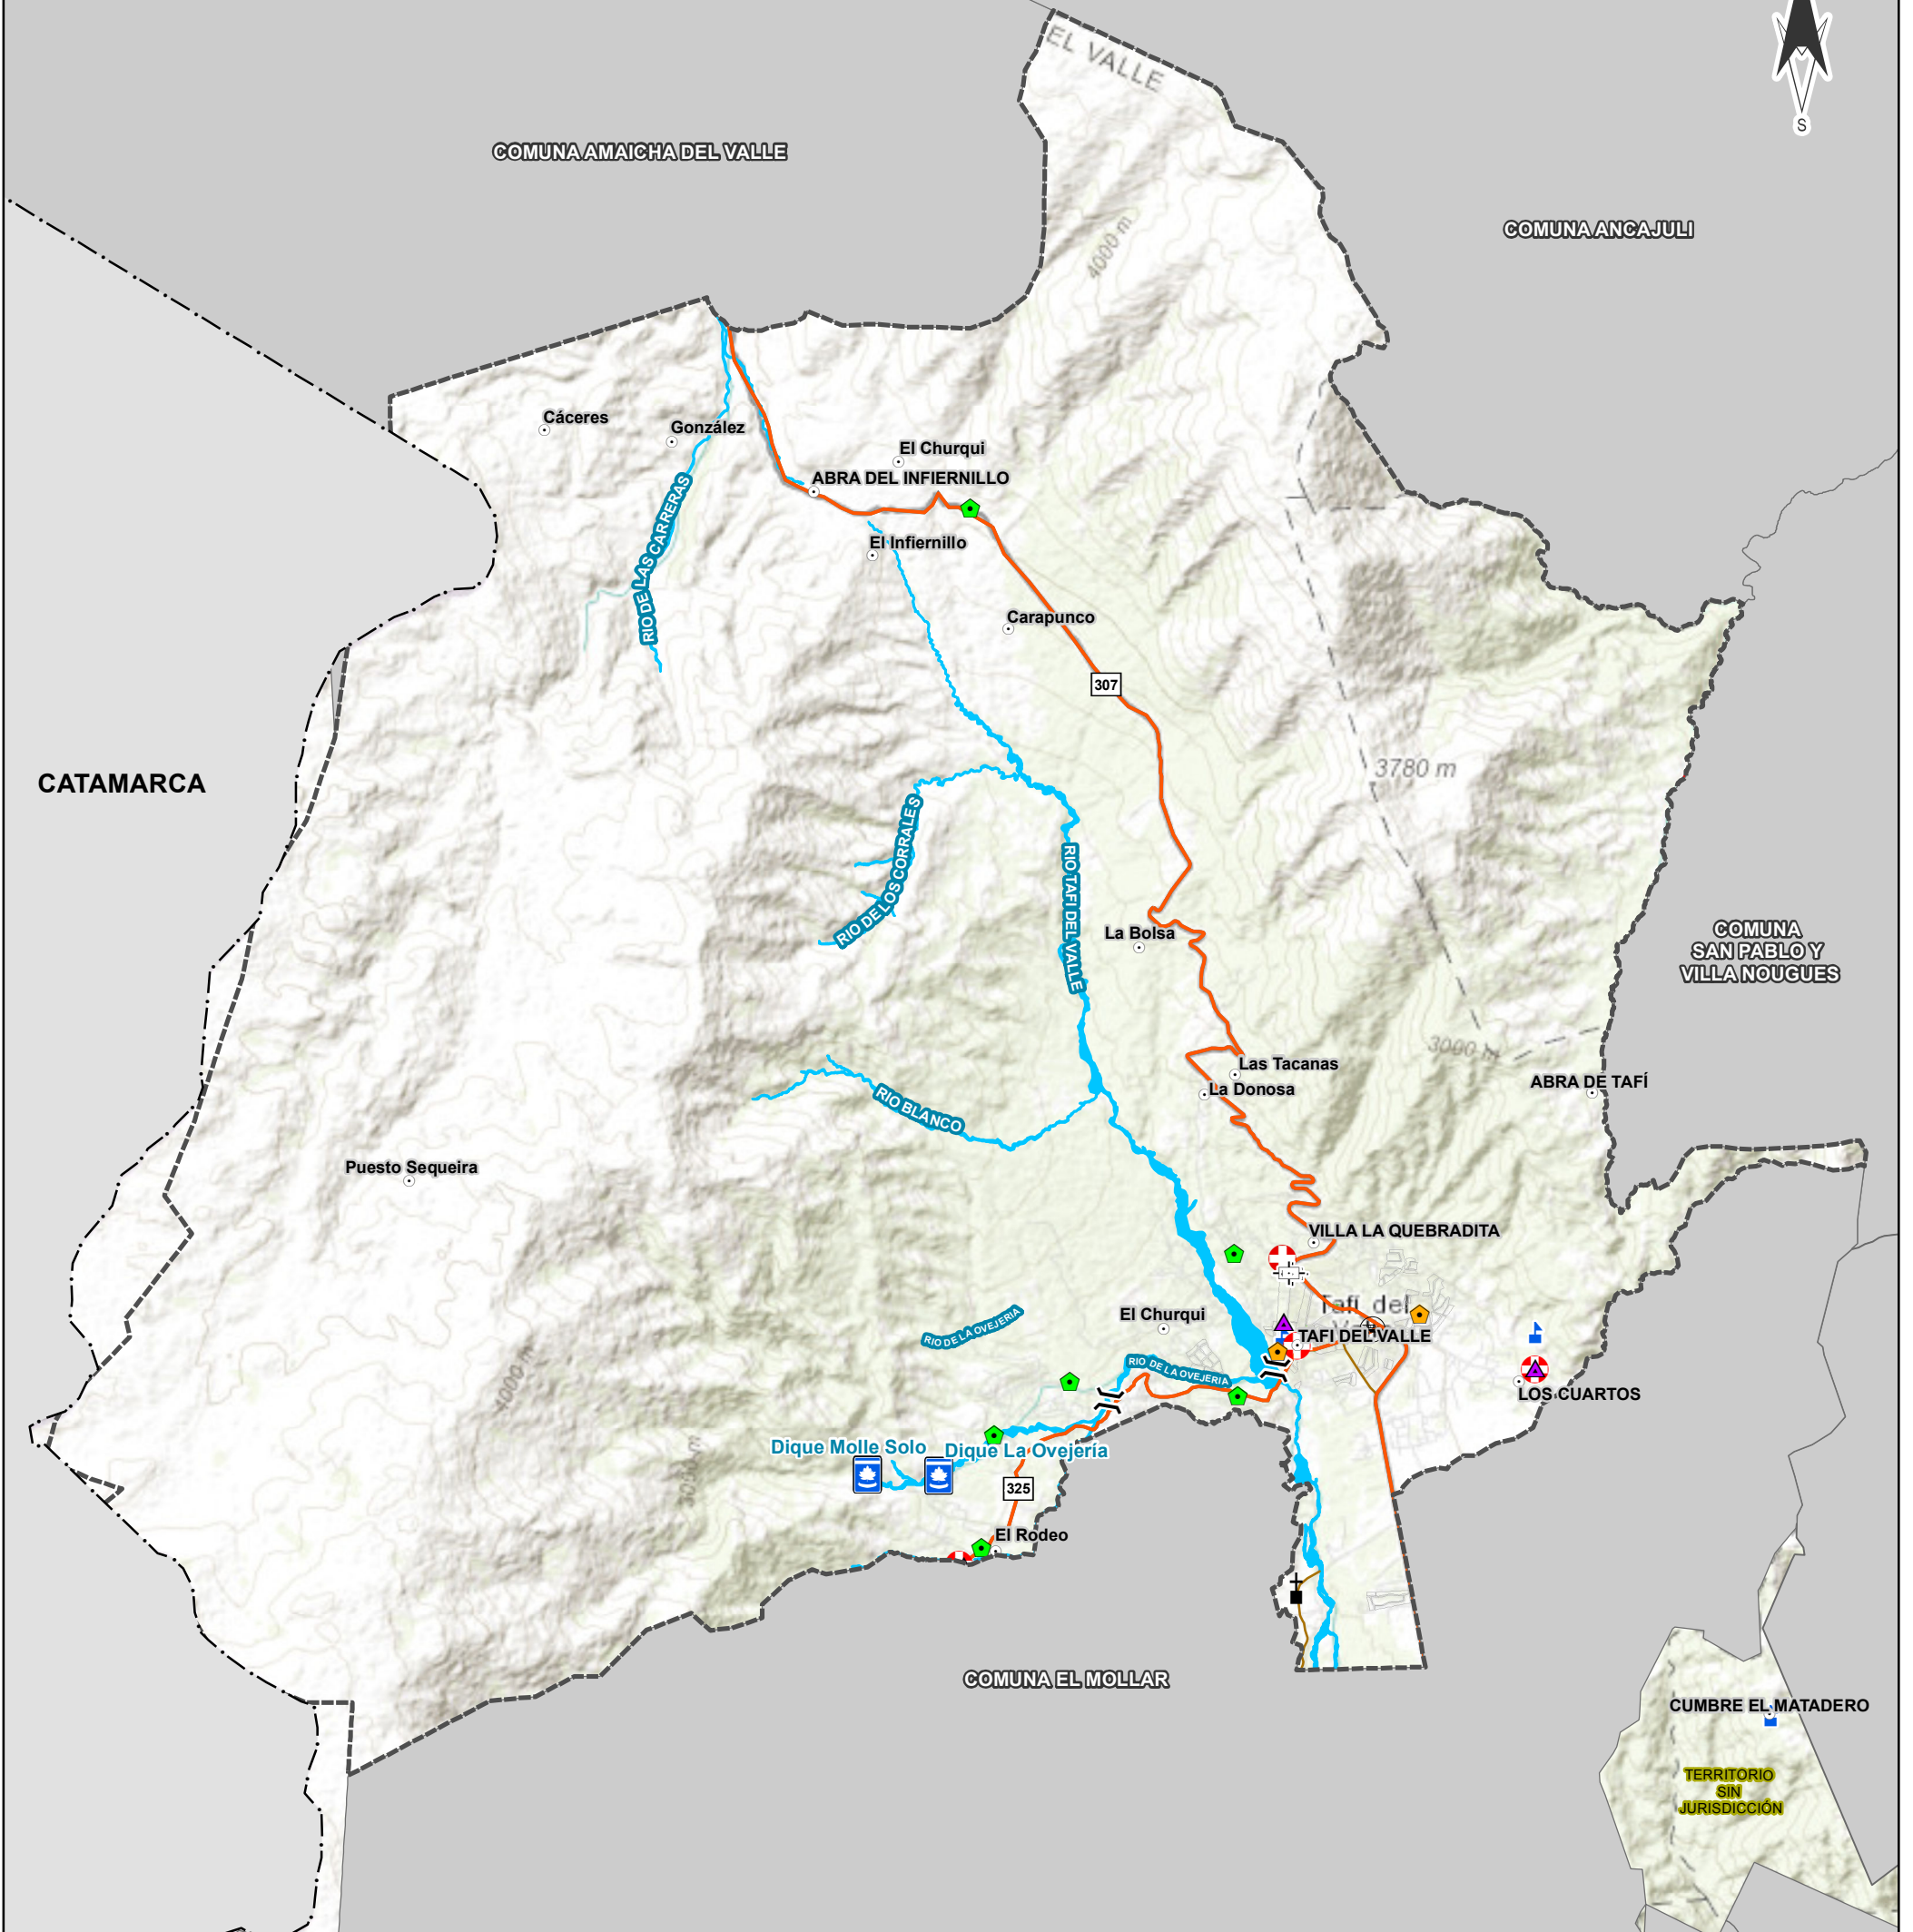 EL VALLE
S
COMUNA AMAICHA DEL VALLE
COMUNA ANCAJULI
4000 m
Cáceres
González
El Churqui
ABRA DEL INFIERNILLO
RIO DE LAS CARRERAS
El Infiernillo
Carapunco
307
CATAMARCA
3780 m
RIO DE LOS CORRALES
RIO TAFI DEL VALLE
La Bolsa
COMUNA
SAN PABLO Y
VILLA NOUGUES
3000 m
Las Tacanas
La Donosa
ABRA DE TAFÍ
RIO BLANCO
Puesto Sequeira
VILLA LA QUEBRADITA
Tafí del
El Churqui
RIO DE LA OVEJERIA
TAFI DEL VALLE
RIO DE LA OVEJERIA
LOS CUARTOS
4000 m
Dique Molle Solo
Dique La Ovejería
3000 m
325
El Rodeo
COMUNA EL MOLLAR
CUMBRE EL MATADERO
TERRITORIO
SIN
JURISDICCIÓN